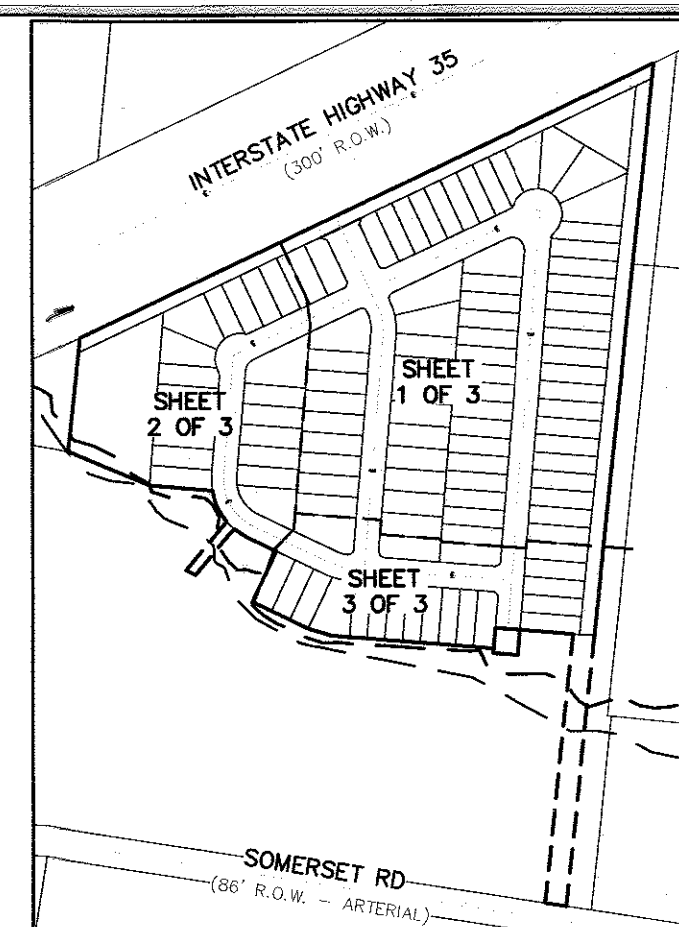 INTERSTATE HIGHWAY 35
(300' R.O.W.)
SHEET
1 OF 3
SHEET
2 OF 3
SHEET
3 OF 3
SOMERSET RD
(86' R.O.W. - ARTERIAL)